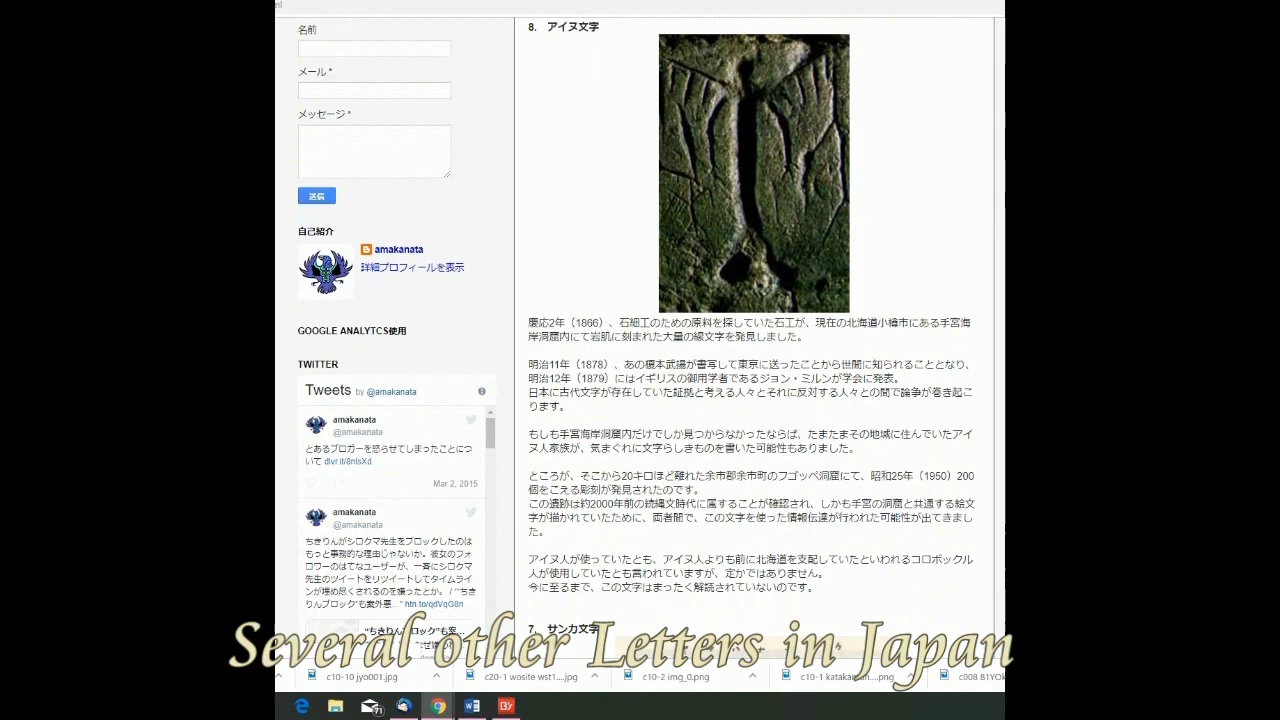 名前
メール *
メッセージ *
送信
自己紹介
amakanata
詳細プロフィールを表示
GOOGLE ANALYTCS使用
TWITTER
Tweets by @amakanata
amakanata
@amakanata
とあるブロガーを怒らせてしまったことにつ
いて dlvr.it/8nlsXd
Mar 2, 2015
amakanata
@amakanata
ちきりんがシロクマ先生をブロックしたのは
もっと事務的な理由じゃないか。彼女のフォ
ロワーのはてなユーザーが、一斉にシロクマ
先生のツイートをリツイートしてタイムライ
ンが埋め尽くされるのを嫌ったとか。 / “"ちき
りんブロック"も案外悪…” htn.to/qdVqG8n
“ちきりんブロック”も案...
8. アイヌ文字
慶応2年（1866）、石細工のための原料を探していた石工が、現在の北海道小樽市にある手宮海
岸洞窟内にて岩肌に刻まれた大量の線文字を発見しました。
明治11年（1878）、あの榎本武揚が書写して東京に送ったことから世間に知られることとなり、
明治12年（1879）にはイギリスの御用学者であるジョン・ミルンが学会に発表。
日本に古代文字が存在していた証拠と考える人々とそれに反対する人々との間で論争が巻き起こ
ります。
もしも手宮海岸洞窟内だけでしか見つからなかったならば、たまたまその地域に住んでいたアイ
ヌ人家族が、気まぐれに文字らしきものを書いた可能性もありました。
ところが、そこから20キロほど離れた余市郡余市町のフゴッペ洞窟にて、昭和25年（1950）200
個をこえる彫刻が発見されたのです。
この遺跡は約2000年前の続縄文時代に属することが確認され、しかも手宮の洞窟と共通する絵文
字が描かれていたために、両者間で、この文字を使った情報伝達が行われた可能性が出てきまし
た。
アイヌ人が使っていたとも、アイヌ人よりも前に北海道を支配していたといわれるコロボックル
人が使用していたとも言われていますが、定かではありません。
今に至るまで、この文字はまったく解読されていないのです。
7. サンカ文字
Several other Letters in Japan
c10-10 jyo001.jpg
c20-1 wosite wst1....jpg
c10-2 img_0.png
c10-1 katakanan....png
c008 81YOk
71